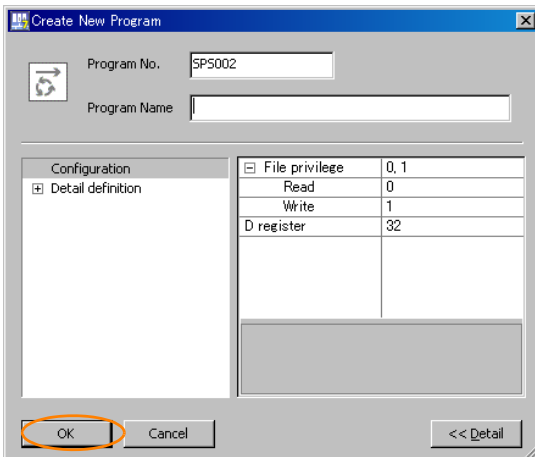 Create New Program
Program No. SPS002
Program Name
Configuration
Detail definition
File privilege 0, 1
Read 0
Write 1
D register 32
OK Cancel << Detail